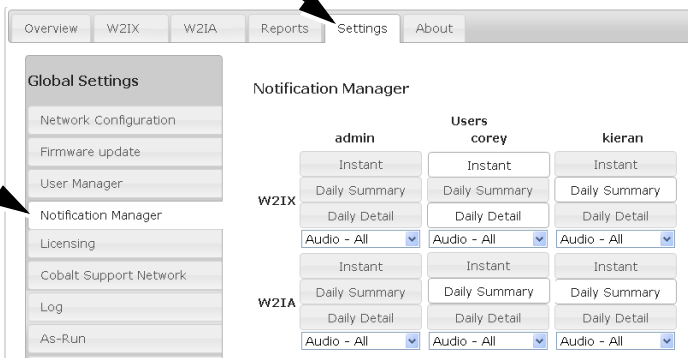 Overview W2IX W2IA Reports Settings About
Global Settings
Network Configuration
Firmware update
User Manager
Notification Manager
Licensing
Cobalt Support Network
Log
As-Run
Notification Manager
Users
admin corey kieran
Instant Instant Instant
W2IX Daily Summary Daily Summary Daily Summary
Daily Detail Daily Detail Daily Detail
Audio - All Audio - All Audio - All
Instant Instant Instant
W2IA Daily Summary Daily Summary Daily Summary
Daily Detail Daily Detail Daily Detail
Audio - All Audio - All Audio - All